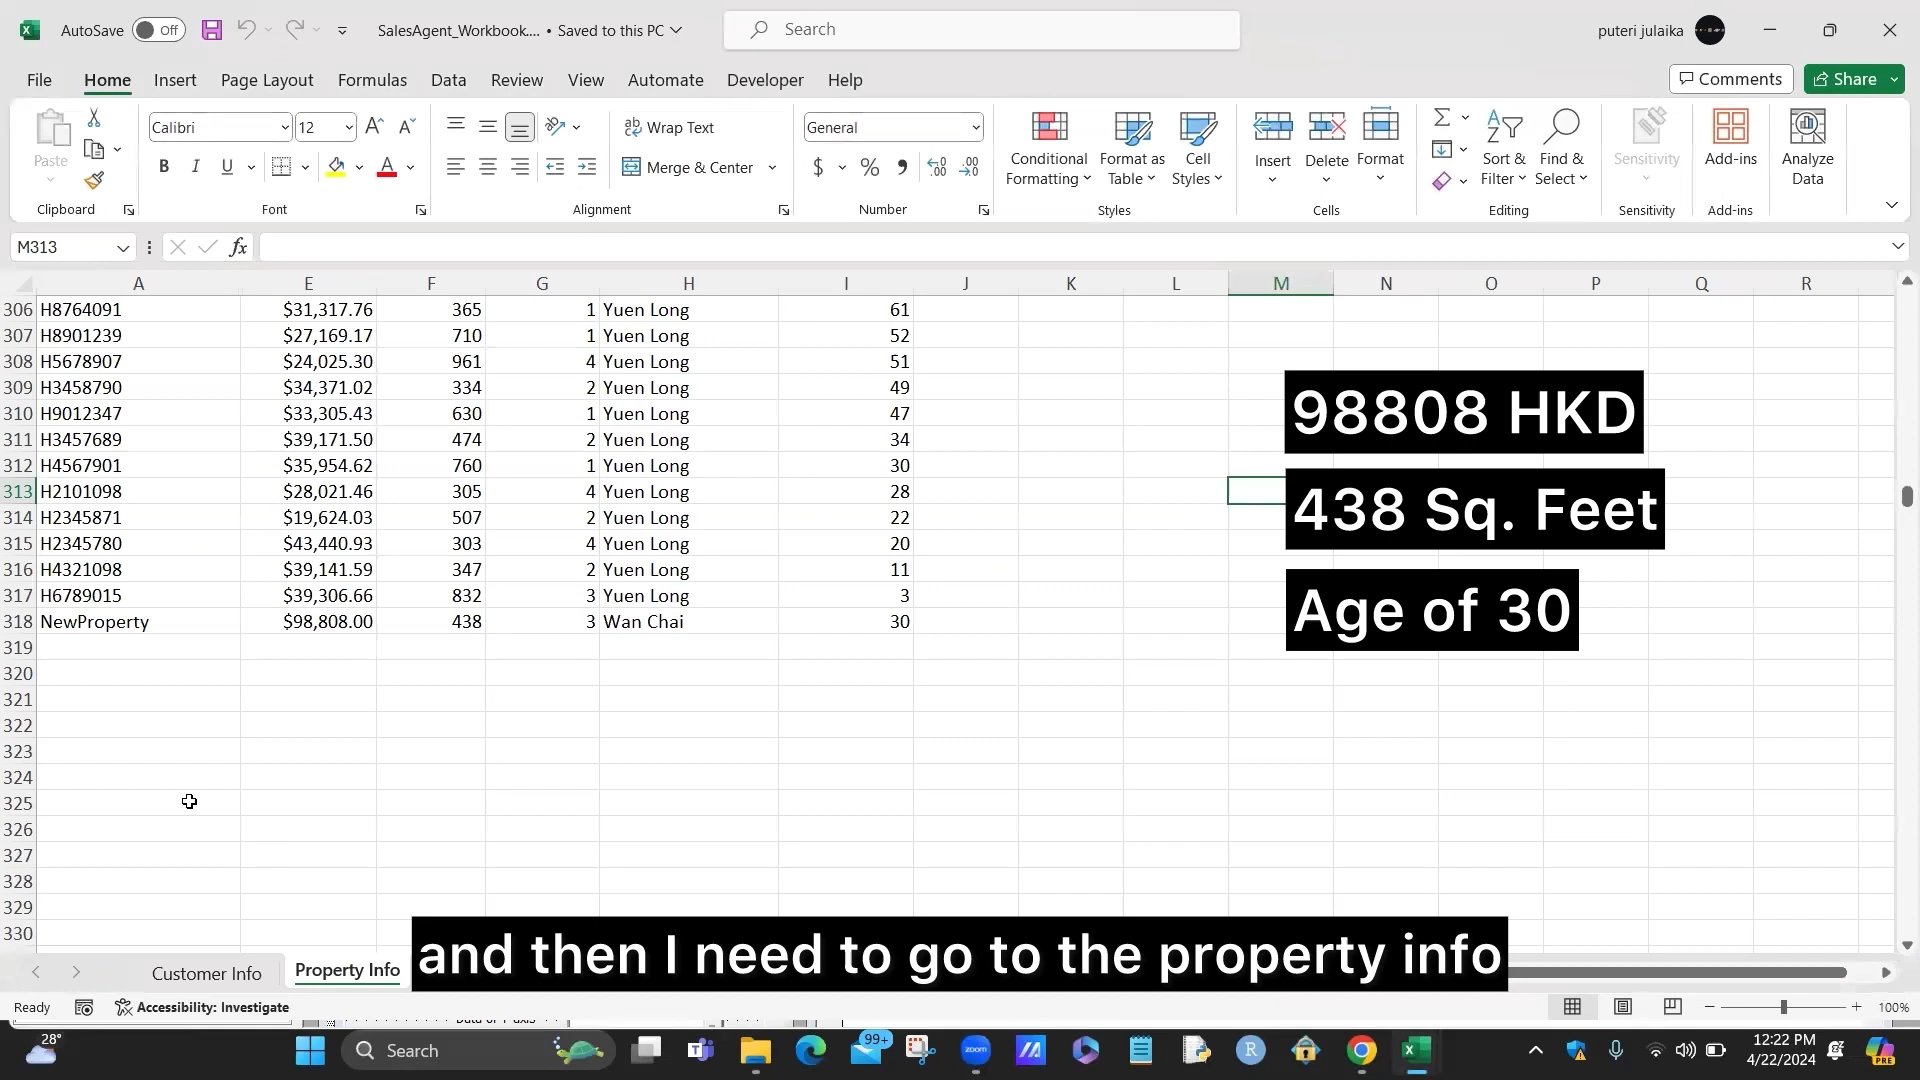 AutoSave Off SalesAgent_Workbook.... • Saved to this PC Search puteri julaika
File Home Insert Page Layout Formulas Data Review View Automate Developer Help Comments Share
Paste Calibri 12 Wrap Text General Conditional Formatting Format as Table Cell Styles Insert Delete Format Sort & Filter Find & Select Sensitivity Add-ins Analyze Data
B I U A Merge & Center $ %
Clipboard Font Alignment Number Styles Cells Editing Sensitivity Add-ins
M313 fx
A E F G H I J K L M N O P Q R
306 H8764091 $31,317.76 365 1 Yuen Long 61
307 H8901239 $27,169.17 710 1 Yuen Long 52
308 H5678907 $24,025.30 961 4 Yuen Long 51
309 H3458790 $34,371.02 334 2 Yuen Long 49
310 H9012347 $33,305.43 630 1 Yuen Long 47
311 H3457689 $39,171.50 474 2 Yuen Long 34
312 H4567901 $35,954.62 760 1 Yuen Long 30
313 H2101098 $28,021.46 305 4 Yuen Long 28
314 H2345871 $19,624.03 507 2 Yuen Long 22
315 H2345780 $43,440.93 303 4 Yuen Long 20
316 H4321098 $39,141.59 347 2 Yuen Long 11
317 H6789015 $39,306.66 832 3 Yuen Long 3
318 NewProperty $98,808.00 438 3 Wan Chai 30
319
320
321
322
323
324
325
326
327
328
329
330
98808 HKD
438 Sq. Feet
Age of 30
and then I need to go to the property info
Customer Info Property Info
Ready Accessibility: Investigate 100%
28° Search 99+ zoom R 12:22 PM
4/22/2024
PRE